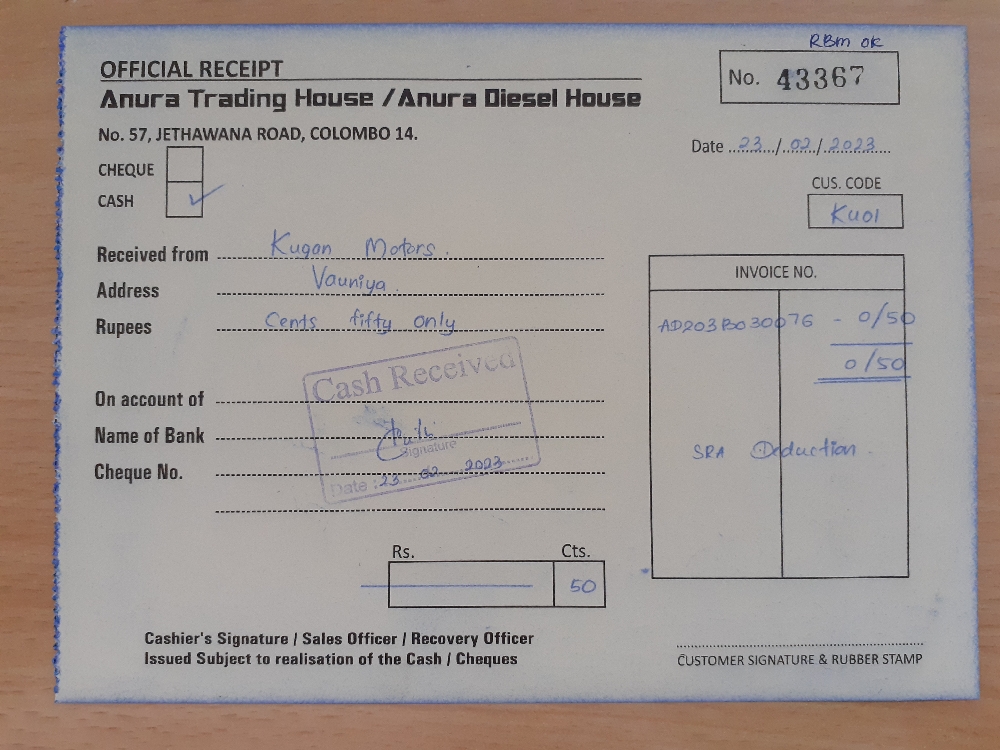 RBm ok
OFFICIAL RECEIPT
No. 43367
Anura Trading House / Anura Diesel House
No. 57, JETHAWANA ROAD, COLOMBO 14.
Date 23/02/2023
CHEQUE
CASH ✓
CUS. CODE
KU01
Received from Kugan Motors.
Address Vauniya.
Rupees Cents fifty only
INVOICE NO.
AD203B030076 - 0/50
0/50
Cash Received
On account of
Name of Bank
Signature
Cheque No.
Date : 23 02 2023
SRA Deduction.
Rs. Cts.
50
Cashier's Signature / Sales Officer / Recovery Officer
Issued Subject to realisation of the Cash / Cheques
CUSTOMER SIGNATURE & RUBBER STAMP